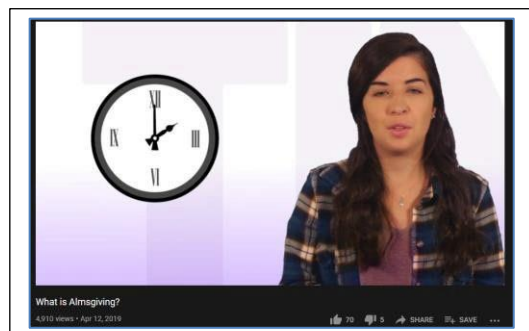 XII
IX III
VI
What is Almsgiving?
4,910 views • Apr 12, 2019 70 5 SHARE SAVE